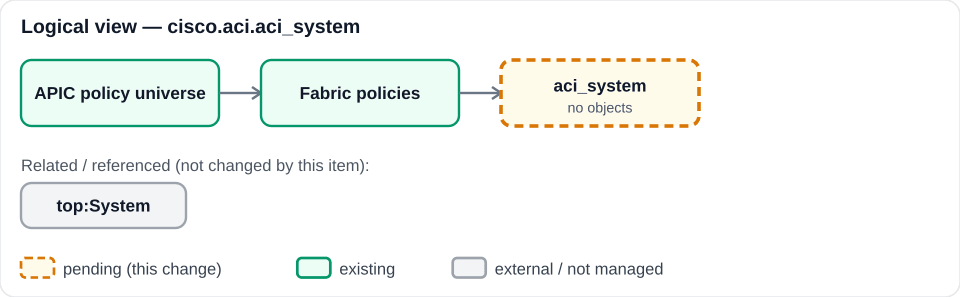 Logical view — cisco.aci.aci_system
APIC policy universe
Fabric policies
aci_system
no objects
Related / referenced (not changed by this item):
top:System
pending (this change)
existing
external / not managed